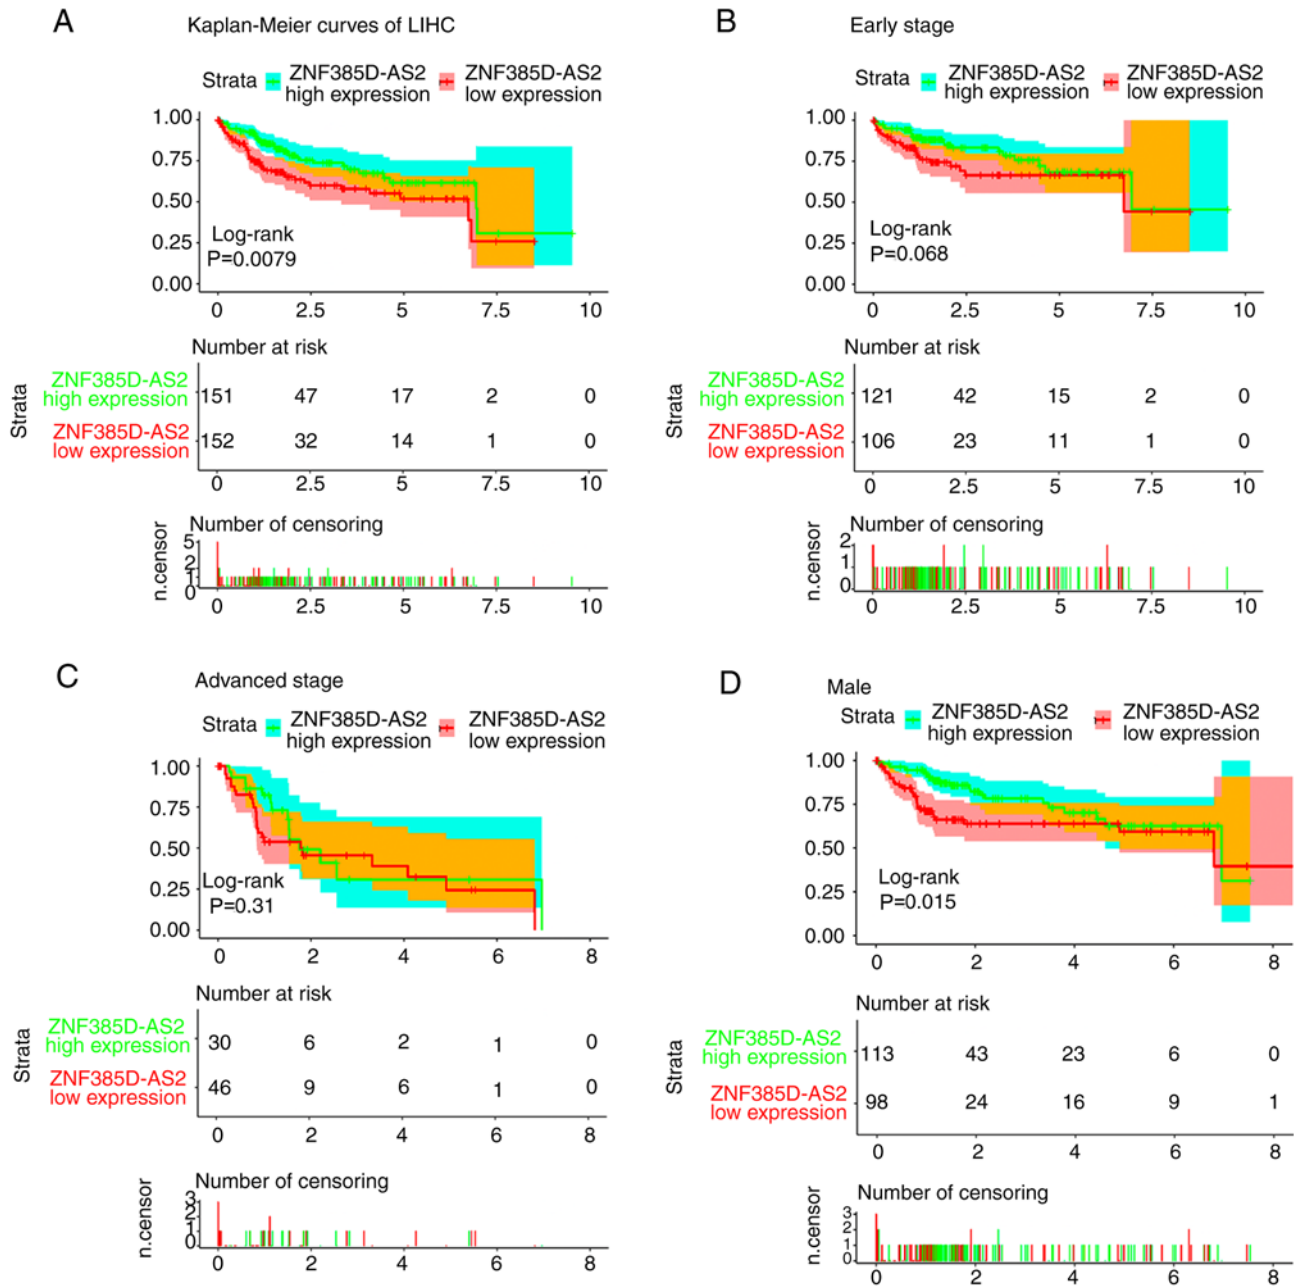 A
Kaplan-Meier curves of LIHC
Strata
ZNF385D-AS2
high expression
ZNF385D-AS2
low expression
1.00
0.75
0.50
0.25
0.00
Log-rank
P=0.0079
0 2.5 5 7.5 10
Number at risk
Strata
ZNF385D-AS2
high expression
151 47 17 2 0
ZNF385D-AS2
low expression
152 32 14 1 0
0 2.5 5 7.5 10
Number of censoring
n.censor
5
2
1
0
0 2.5 5 7.5 10
B
Early stage
Strata
ZNF385D-AS2
high expression
ZNF385D-AS2
low expression
1.00
0.75
0.50
0.25
0.00
Log-rank
P=0.068
0 2.5 5 7.5 10
Number at risk
Strata
ZNF385D-AS2
high expression
121 42 15 2 0
ZNF385D-AS2
low expression
106 23 11 1 0
0 2.5 5 7.5 10
Number of censoring
n.censor
2
1
0
0 2.5 5 7.5 10
C
Advanced stage
Strata
ZNF385D-AS2
high expression
ZNF385D-AS2
low expression
1.00
0.75
0.50
0.25
0.00
Log-rank
P=0.31
0 2 4 6 8
Number at risk
Strata
ZNF385D-AS2
high expression
30 6 2 1 0
ZNF385D-AS2
low expression
46 9 6 1 0
0 2 4 6 8
Number of censoring
n.censor
3
2
1
0
0 2 4 6 8
D
Male
Strata
ZNF385D-AS2
high expression
ZNF385D-AS2
low expression
1.00
0.75
0.50
0.25
0.00
Log-rank
P=0.015
0 2 4 6 8
Number at risk
Strata
ZNF385D-AS2
high expression
113 43 23 6 0
ZNF385D-AS2
low expression
98 24 16 9 1
0 2 4 6 8
Number of censoring
n.censor
3
2
1
0
0 2 4 6 8